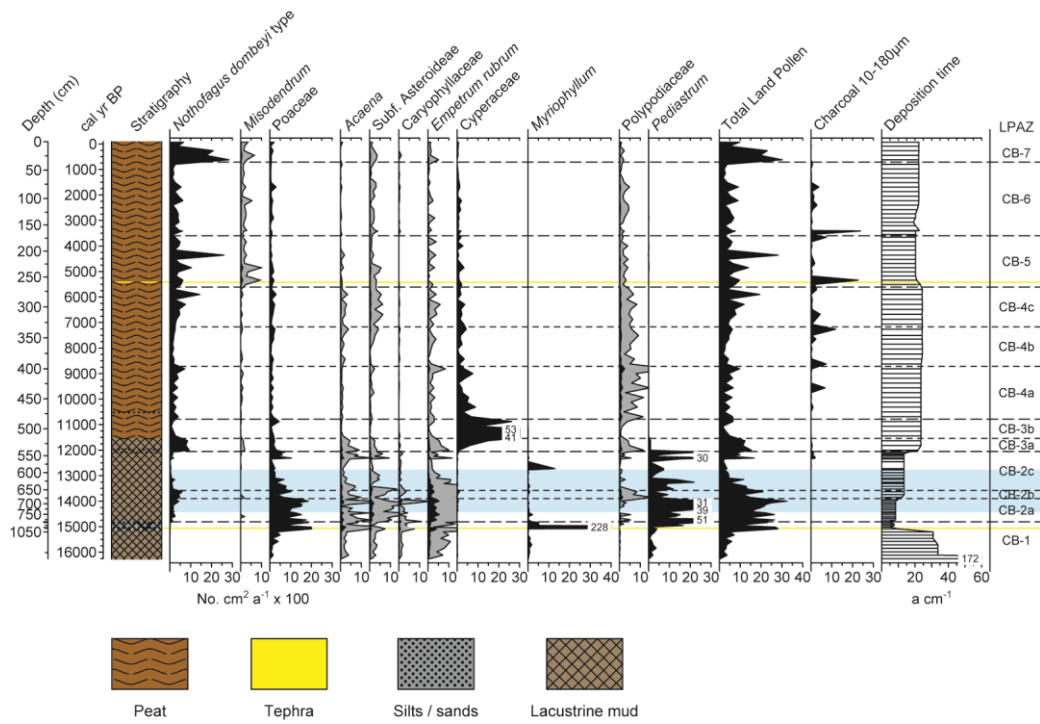 Depth (cm)
cal yr BP
Stratigraphy
Nothofagus dombeyi type
Misodendrum
Poaceae
Acaena
Subf. Asteroideae
Caryophyllaceae
Empetrum rubrum
Cyperaceae
Myriophyllum
Polypodiaceae
Pediastrum
Total Land Pollen
Charcoal 10-180µm
Deposition time
LPAZ
0
50
100
150
200
250
300
350
400
450
500
550
600
650
700
750
1050
0
1000
2000
3000
4000
5000
6000
7000
8000
9000
10000
11000
12000
13000
14000
15000
16000
53
41
228
30
31
39
51
172
CB-7
CB-6
CB-5
CB-4c
CB-4b
CB-4a
CB-3b
CB-3a
CB-2c
CB-2b
CB-2a
CB-1
10 20 30
10
10 20 30
10
10
10
10
10 20 30
10 20 30
10
10 20 30
10 20 30
10 20 30
0 20 40 60
No. cm² a⁻¹ x 100
a cm⁻¹
Peat
Tephra
Silts / sands
Lacustrine mud